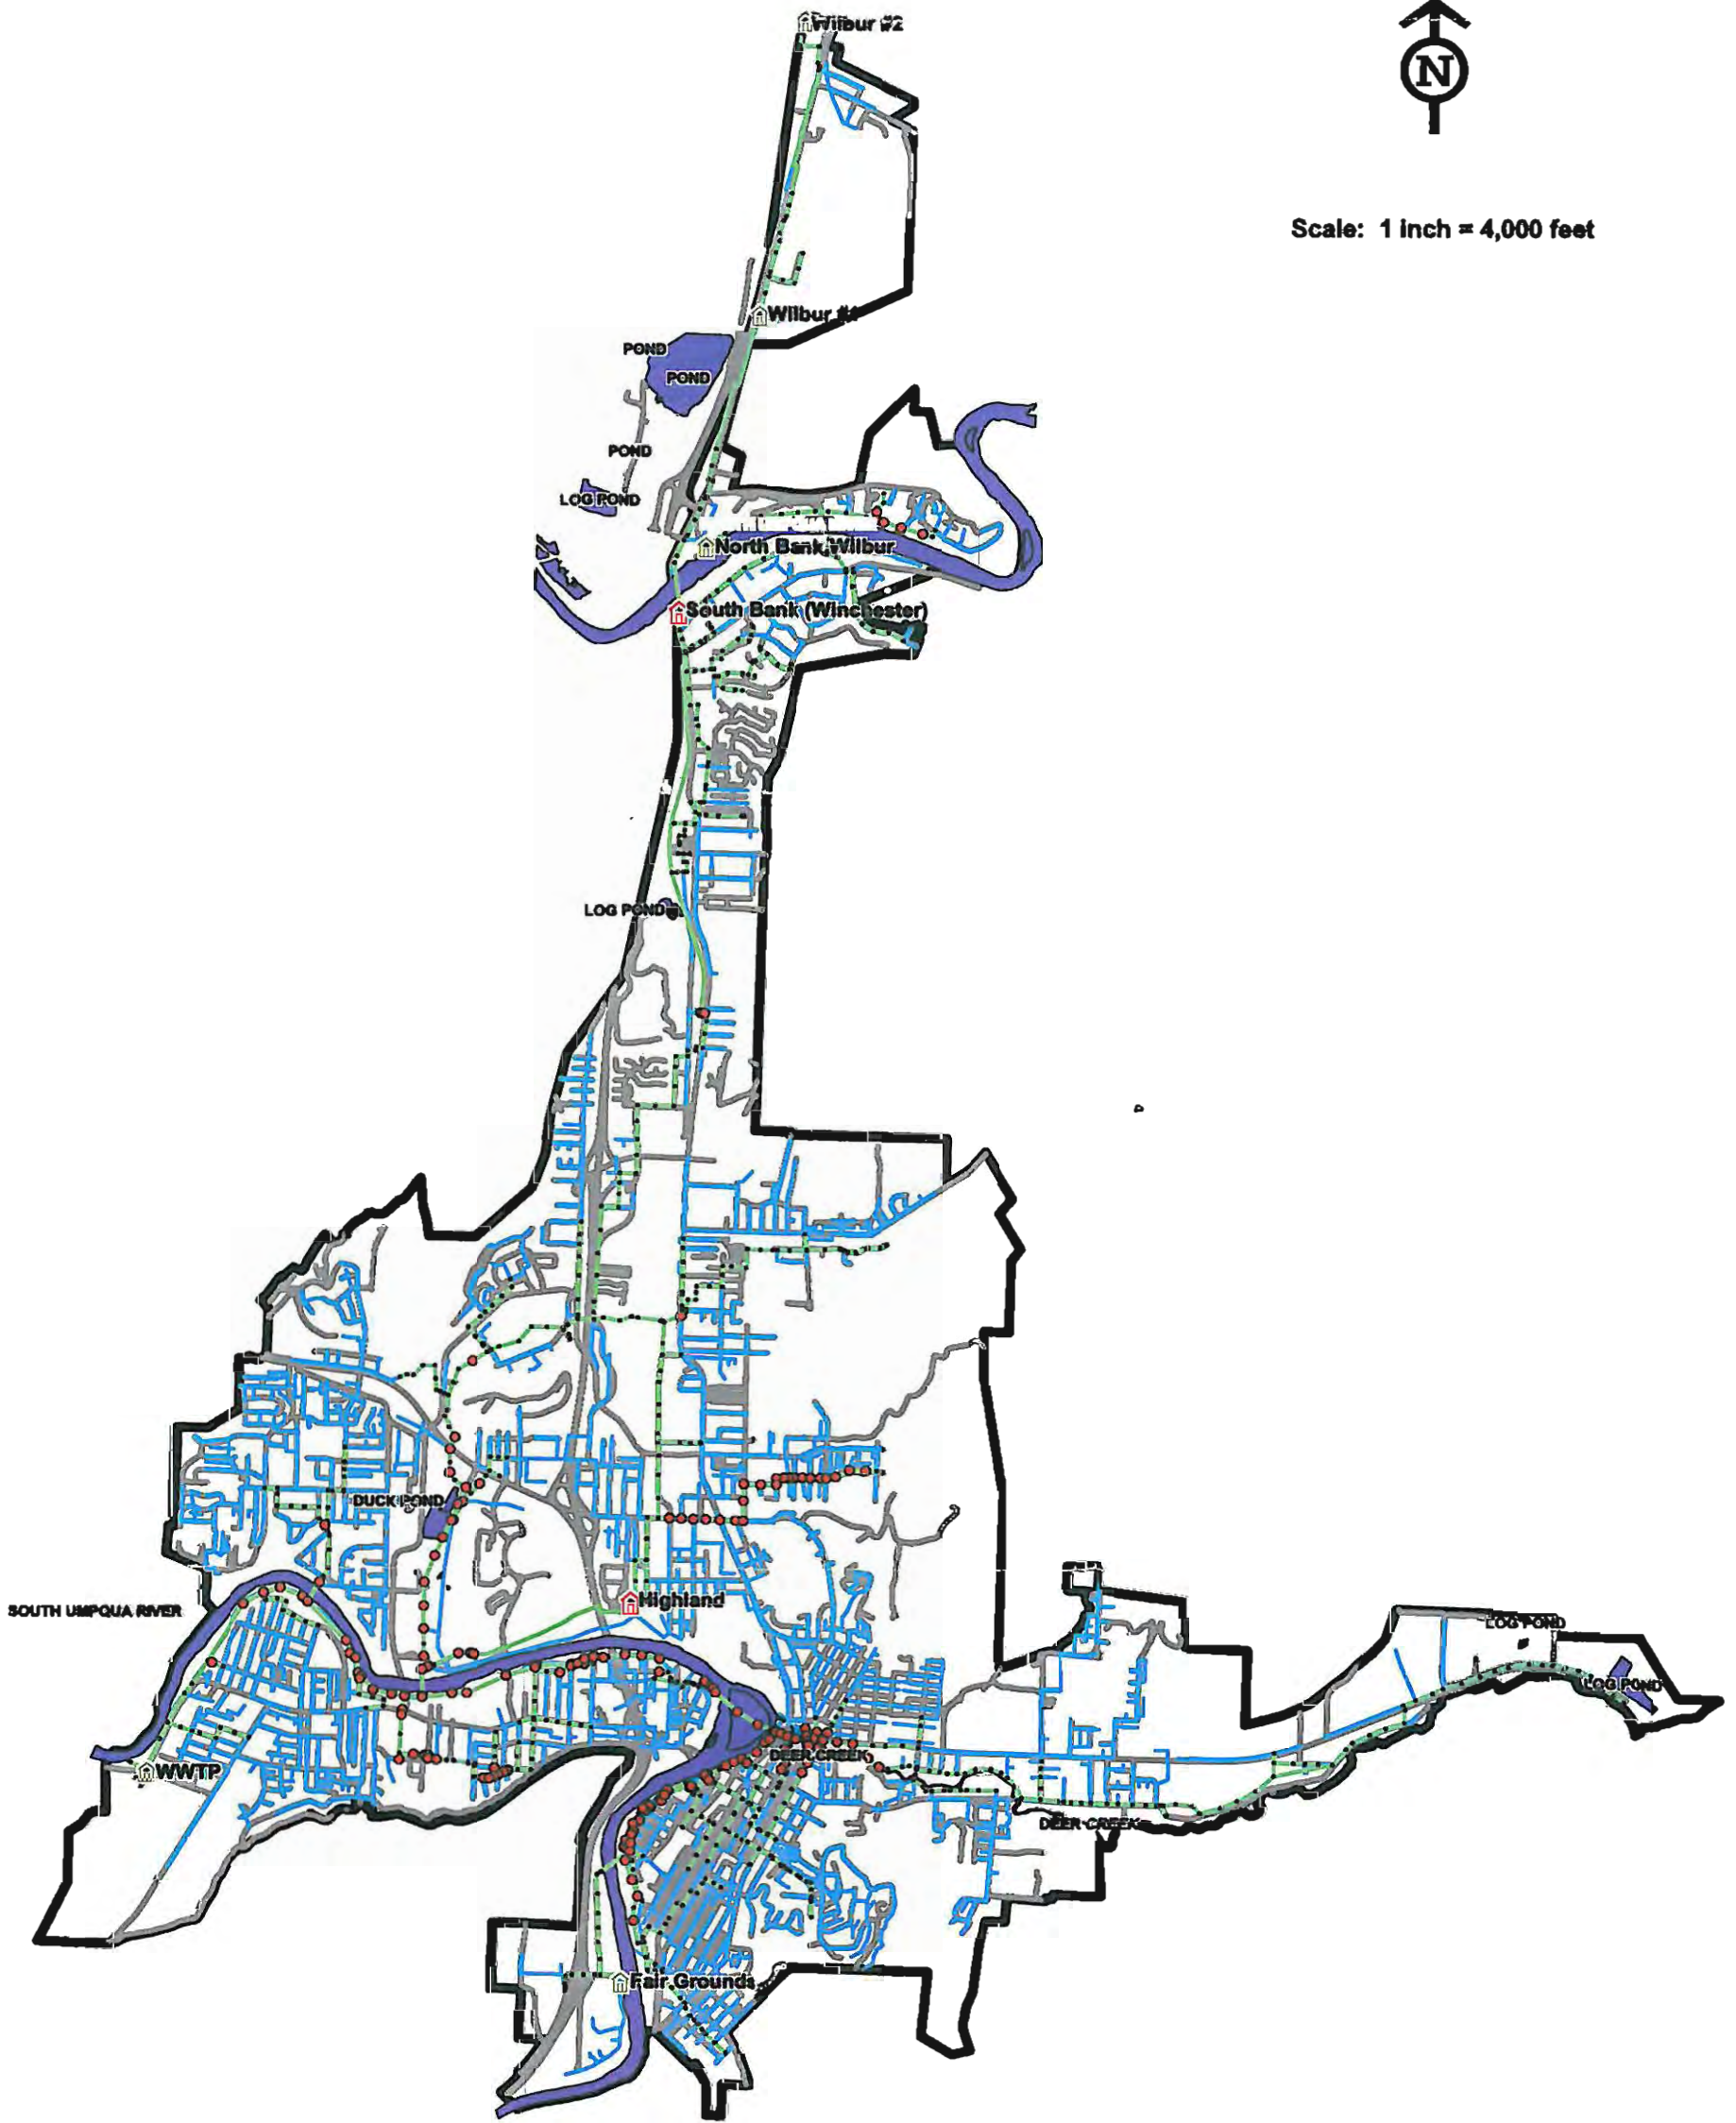 Wilbur #2
N
Scale: 1 inch = 4,000 feet
Wilbur #1
POND
POND
POND
LOG POND
North Bank Wilbur
South Bank (Winchester)
LOG POND
DUCK POND
SOUTH UMPQUA RIVER
Highland
LOG POND
LOG POND
DEER CREEK
WWTP
DEER CREEK
Fair Grounds